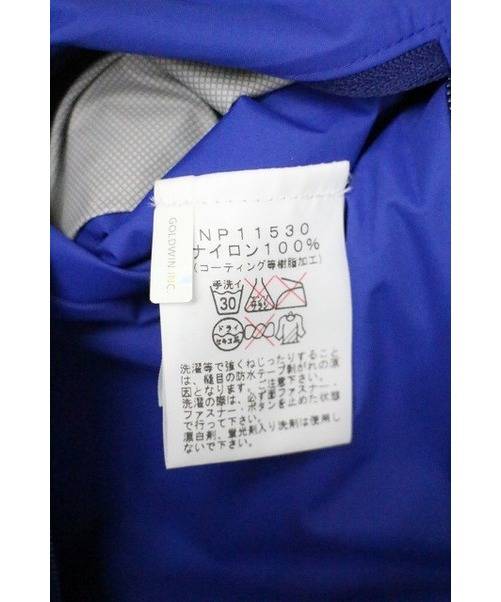 GOLDWIN INC.
NP11530
ナイロン100%
(コーティング等樹脂加工)
手洗イ
30
エンソ
サラシ
ドライ
セキユ系
洗濯等で強くねじったりすること
は、縫目の防水テープ剥がれの原
因となります。ご注意下さい。
洗濯の際は、必ず面ファスナー、
ファスナー、ボタンを止めた状態
で行って下さい。
漂白剤、蛍光剤入り洗剤は使用し
ないで下さい。